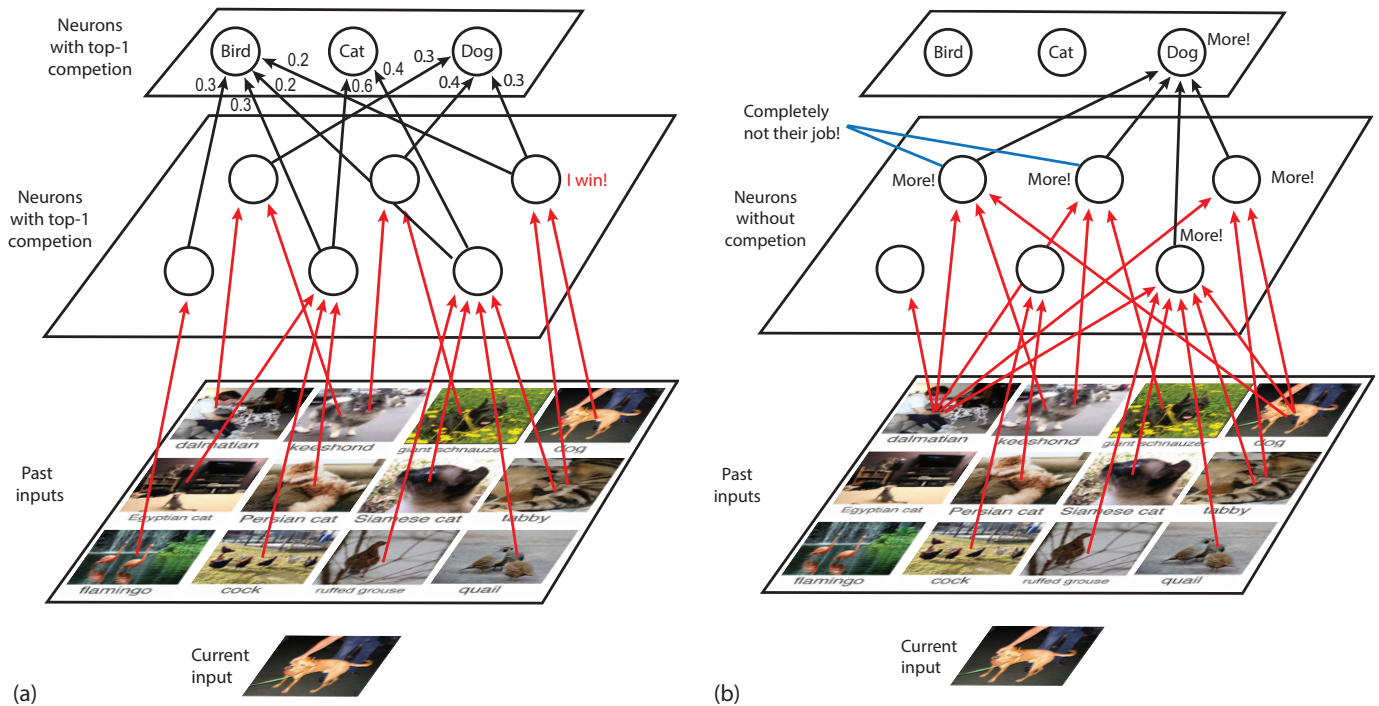 Neurons
with top-1
competion
Bird
Cat
Dog
0.2
0.3
0.4
0.3
0.2
0.6
0.4
0.3
0.3
Neurons
with top-1
competion
I win!
Past
inputs
dalmatian
keeshond
giant schnauzer
dog
Egyptian cat
Persian cat
Siamese cat
tabby
flamingo
cock
ruffed grouse
quail
Current
input
(a)
Bird
Cat
Dog
More!
Completely
not their job!
More!
More!
More!
Neurons
without
competion
More!
Past
inputs
dalmatian
keeshond
giant schnauzer
dog
Egyptian cat
Persian cat
Siamese cat
tabby
flamingo
cock
ruffed grouse
quail
Current
input
(b)